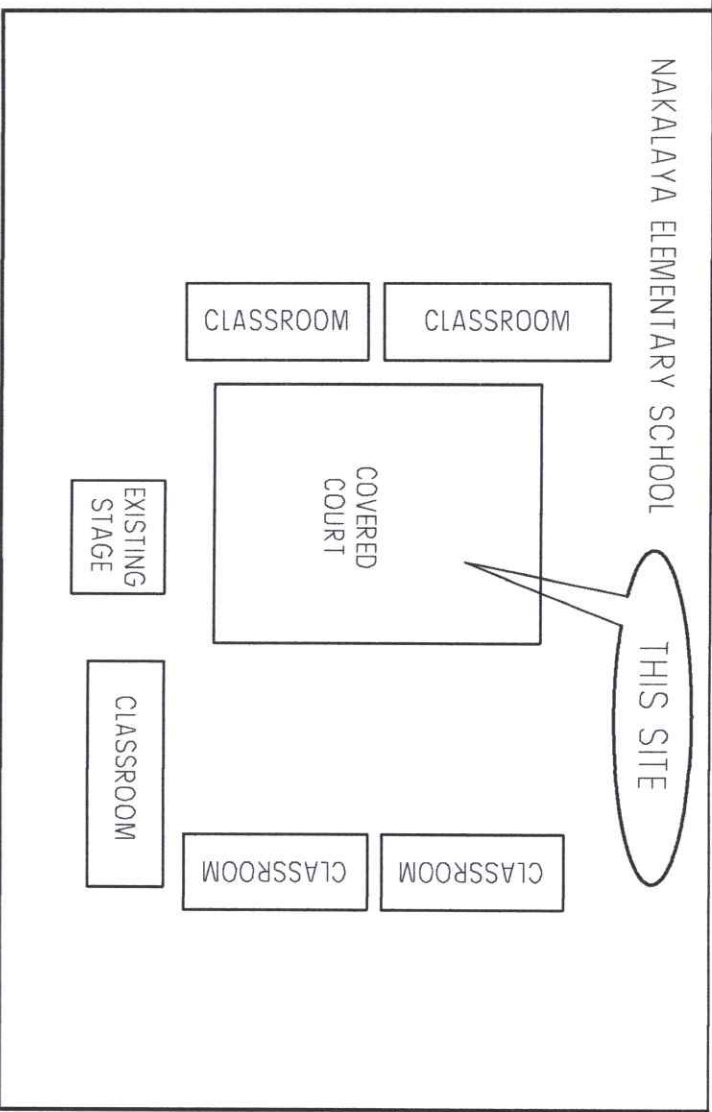 NAKALAYA ELEMENTARY SCHOOL
THIS SITE
CLASSROOM
CLASSROOM
COVERED
COURT
EXISTING
STAGE
CLASSROOM
CLASSROOM
CLASSROOM